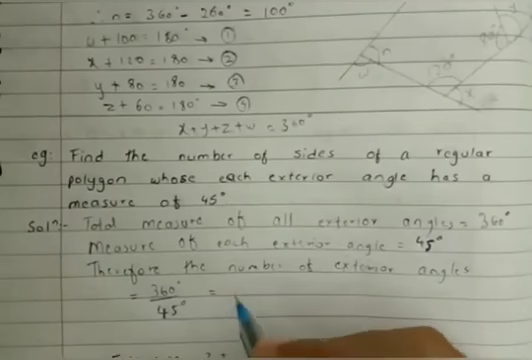 ∴ n = 360° - 260° = 100°
u + 100 = 180° → ①
x + 120 = 180 → ②
y + 80 = 180 → ③
z + 60 = 180° → ④
x + y + z + w = 360°
eg: Find the number of sides of a regular
polygon whose each exterior angle has a
measure of 45°
Solⁿ:- Total measure of all exterior angles = 360°
Measure of each exterior angle = 45°
Therefore the number of exterior angles
= 360° / 45° =